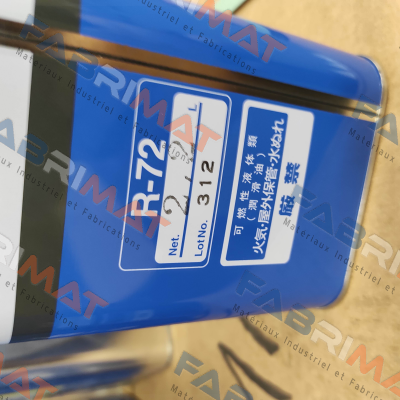 R-72
Net. L
Lot No. 312
可燃性液体類
(潤滑油)
火気・屋外保管・水ぬれ
厳禁
FABRIMAT
Matériaux Industriel et Fabrications